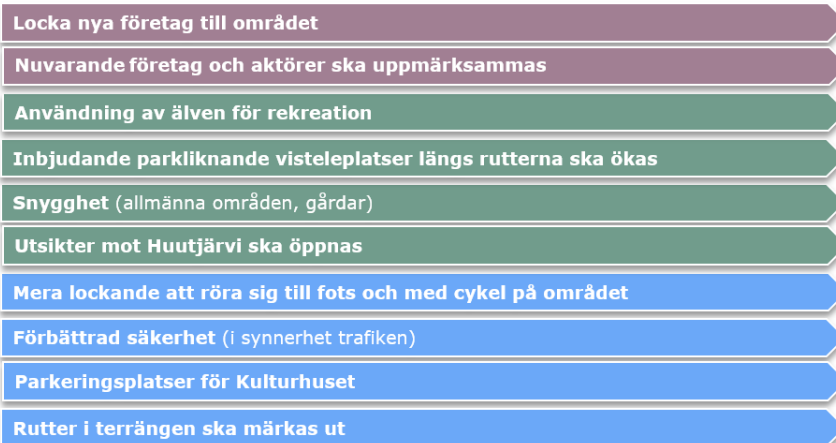 Locka nya företag till området
Nuvarande företag och aktörer ska uppmärksammas
Användning av älven för rekreation
Inbjudande parkliknande visteleplatser längs rutterna ska ökas
Snygghet (allmänna områden, gårdar)
Utsikter mot Huutjärvi ska öppnas
Mera lockande att röra sig till fots och med cykel på området
Förbättrad säkerhet (i synnerhet trafiken)
Parkeringsplatser för Kulturhuset
Rutter i terrängen ska märkas ut